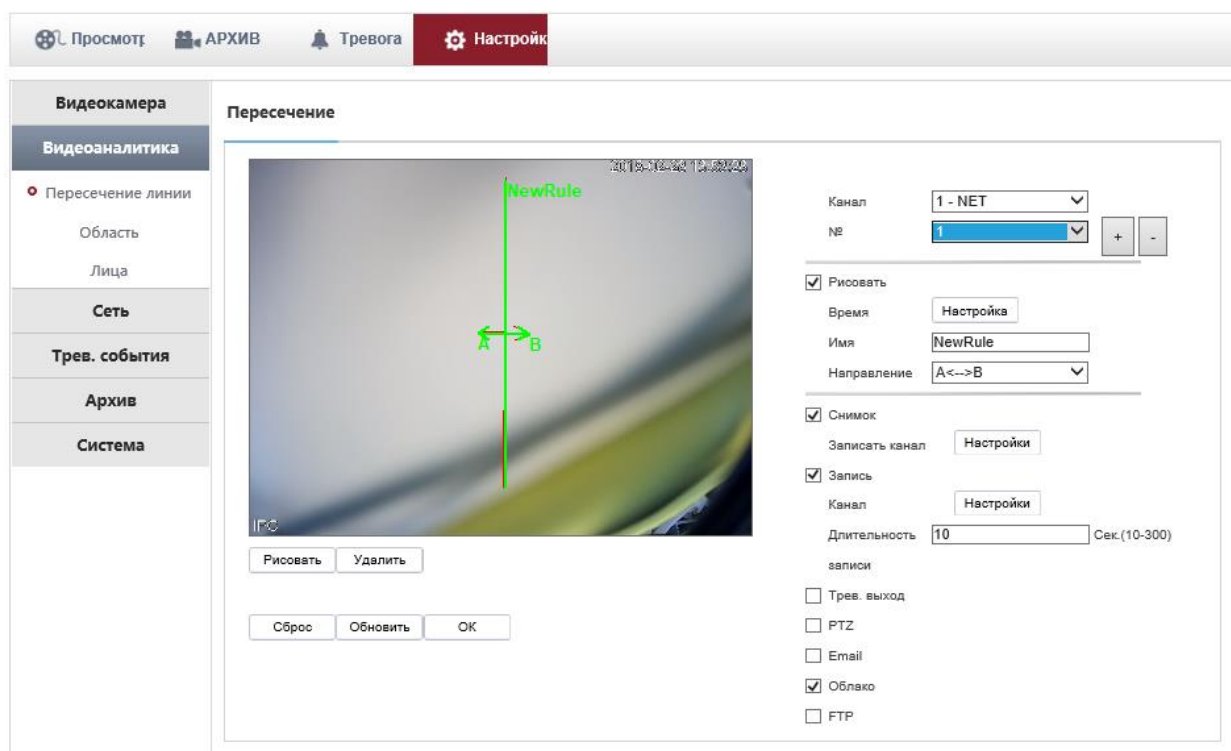 Просмотр АРХИВ Тревога Настройк
Видеокамера
Видеоаналитика
Пересечение линии
Область
Лица
Сеть
Трев. события
Архив
Система
Пересечение
NewRule
A B
IPC
Рисовать Удалить
Сброс Обновить OK
Канал 1 - NET
№ 1 + -
Рисовать
Время Настройка
Имя NewRule
Направление A<-->B
Снимок
Записать канал Настройки
Запись
Канал Настройки
Длительность 10 Сек.(10-300)
записи
Трев. выход
PTZ
Email
Облако
FTP